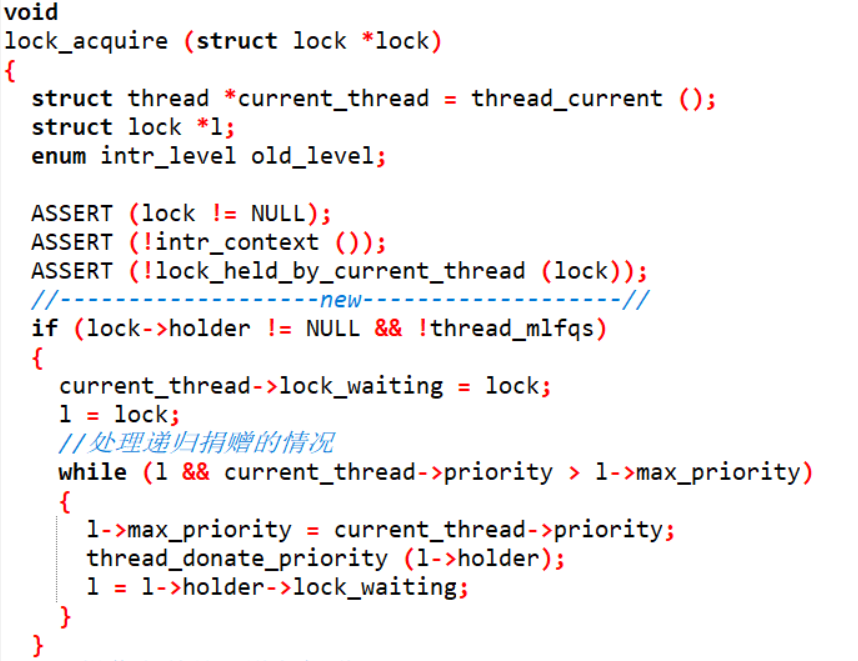 void
lock_acquire (struct lock *lock)
{
  struct thread *current_thread = thread_current ();
  struct lock *l;
  enum intr_level old_level;

  ASSERT (lock != NULL);
  ASSERT (!intr_context ());
  ASSERT (!lock_held_by_current_thread (lock));
  //-------------------new-------------------//
  if (lock->holder != NULL && !thread_mlfqs)
  {
    current_thread->lock_waiting = lock;
    l = lock;
    //处理递归捐赠的情况
    while (l && current_thread->priority > l->max_priority)
    {
      l->max_priority = current_thread->priority;
      thread_donate_priority (l->holder);
      l = l->holder->lock_waiting;
    }
  }